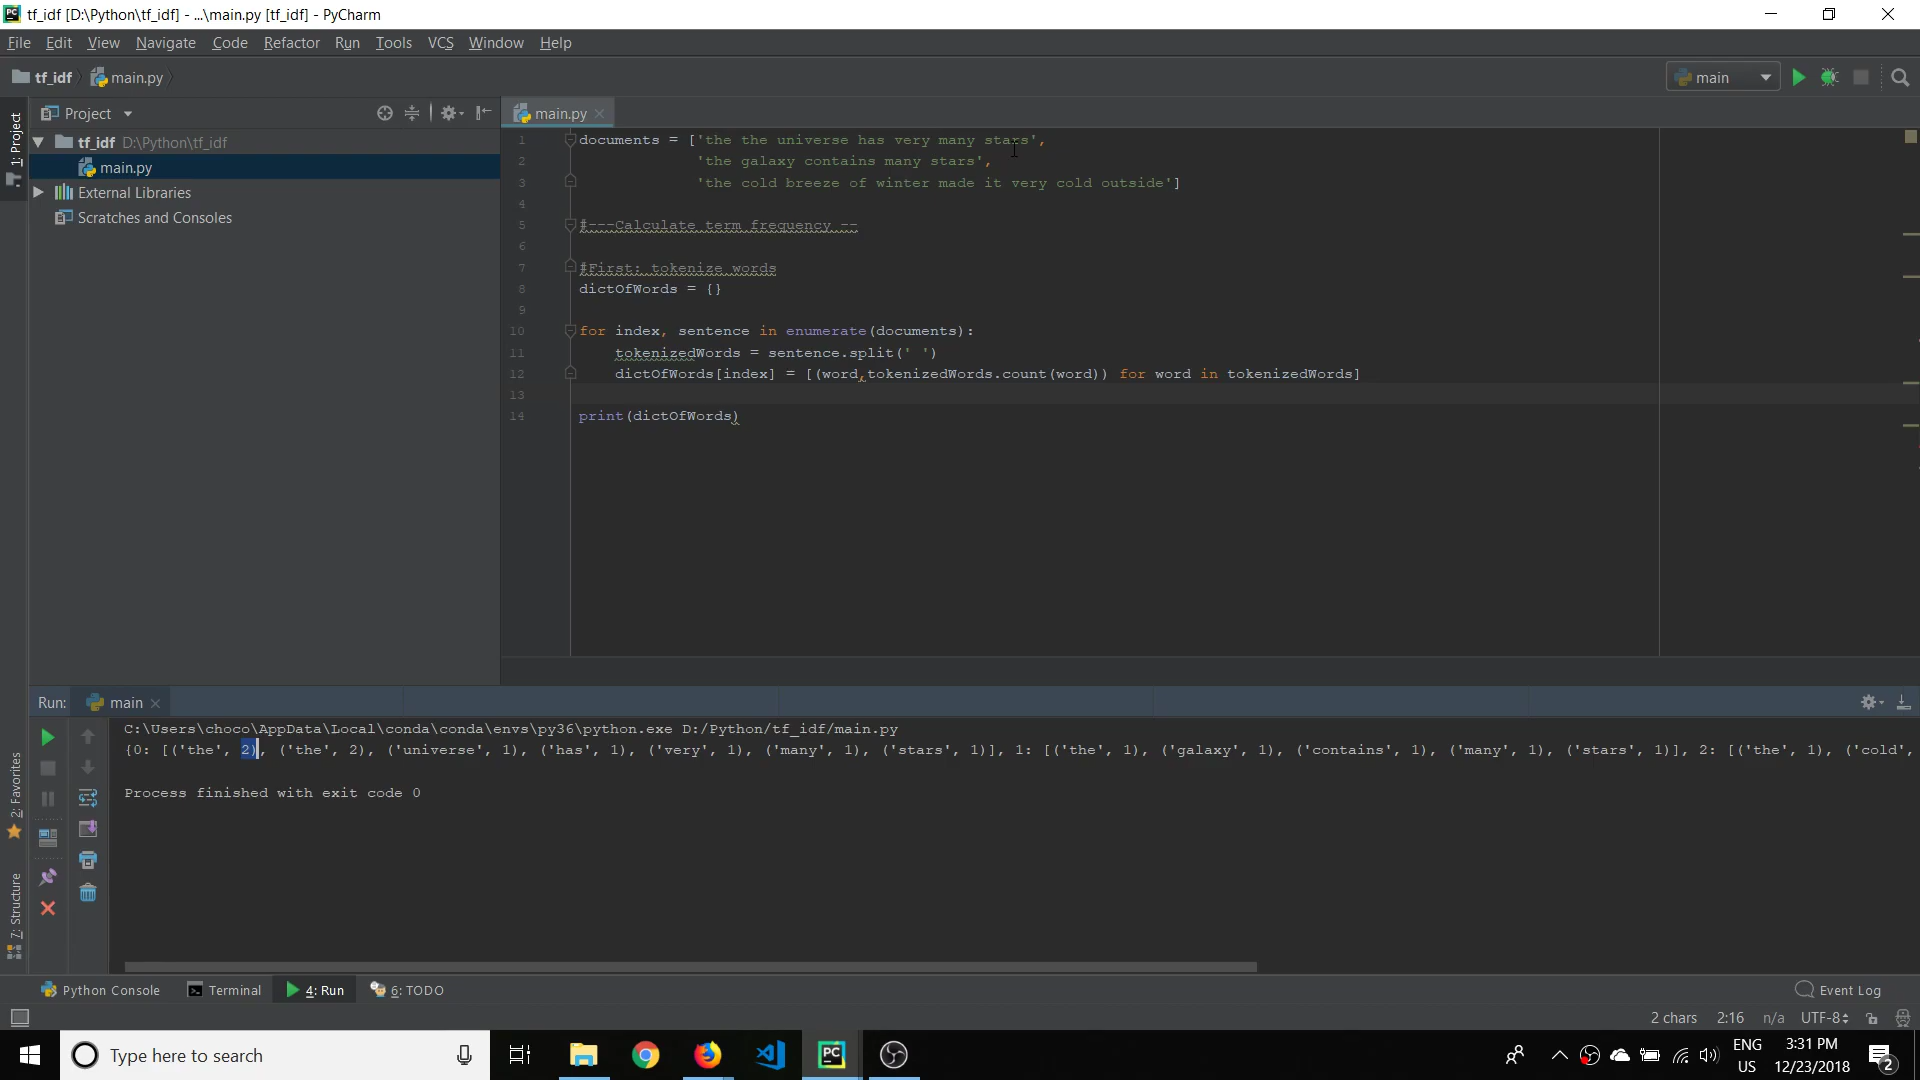 tf_idf [D:\Python\tf_idf] - ...\main.py [tf_idf] - PyCharm
File Edit View Navigate Code Refactor Run Tools VCS Window Help
tf_idf main.py
main
1: Project
Project
main.py
tf_idf D:\Python\tf_idf
main.py
External Libraries
Scratches and Consoles
1 documents = ['the the universe has very many stars',
2 'the galaxy contains many stars',
3 'the cold breeze of winter made it very cold outside']
4
5 #---Calculate term frequency --
6
7 #First: tokenize words
8 dictOfWords = {}
9
10 for index, sentence in enumerate(documents):
11 tokenizedWords = sentence.split(' ')
12 dictOfWords[index] = [(word,tokenizedWords.count(word)) for word in tokenizedWords]
13
14 print(dictOfWords)
Run: main
C:\Users\choco\AppData\Local\conda\conda\envs\py36\python.exe D:/Python/tf_idf/main.py
{0: [('the', 2), ('the', 2), ('universe', 1), ('has', 1), ('very', 1), ('many', 1), ('stars', 1)], 1: [('the', 1), ('galaxy', 1), ('contains', 1), ('many', 1), ('stars', 1)], 2: [('the', 1), ('cold',
Process finished with exit code 0
2: Favorites
7: Structure
Python Console Terminal 4: Run 6: TODO Event Log
2 chars 2:16 n/a UTF-8
Type here to search
PC
ENG
US
3:31 PM
12/23/2018
2